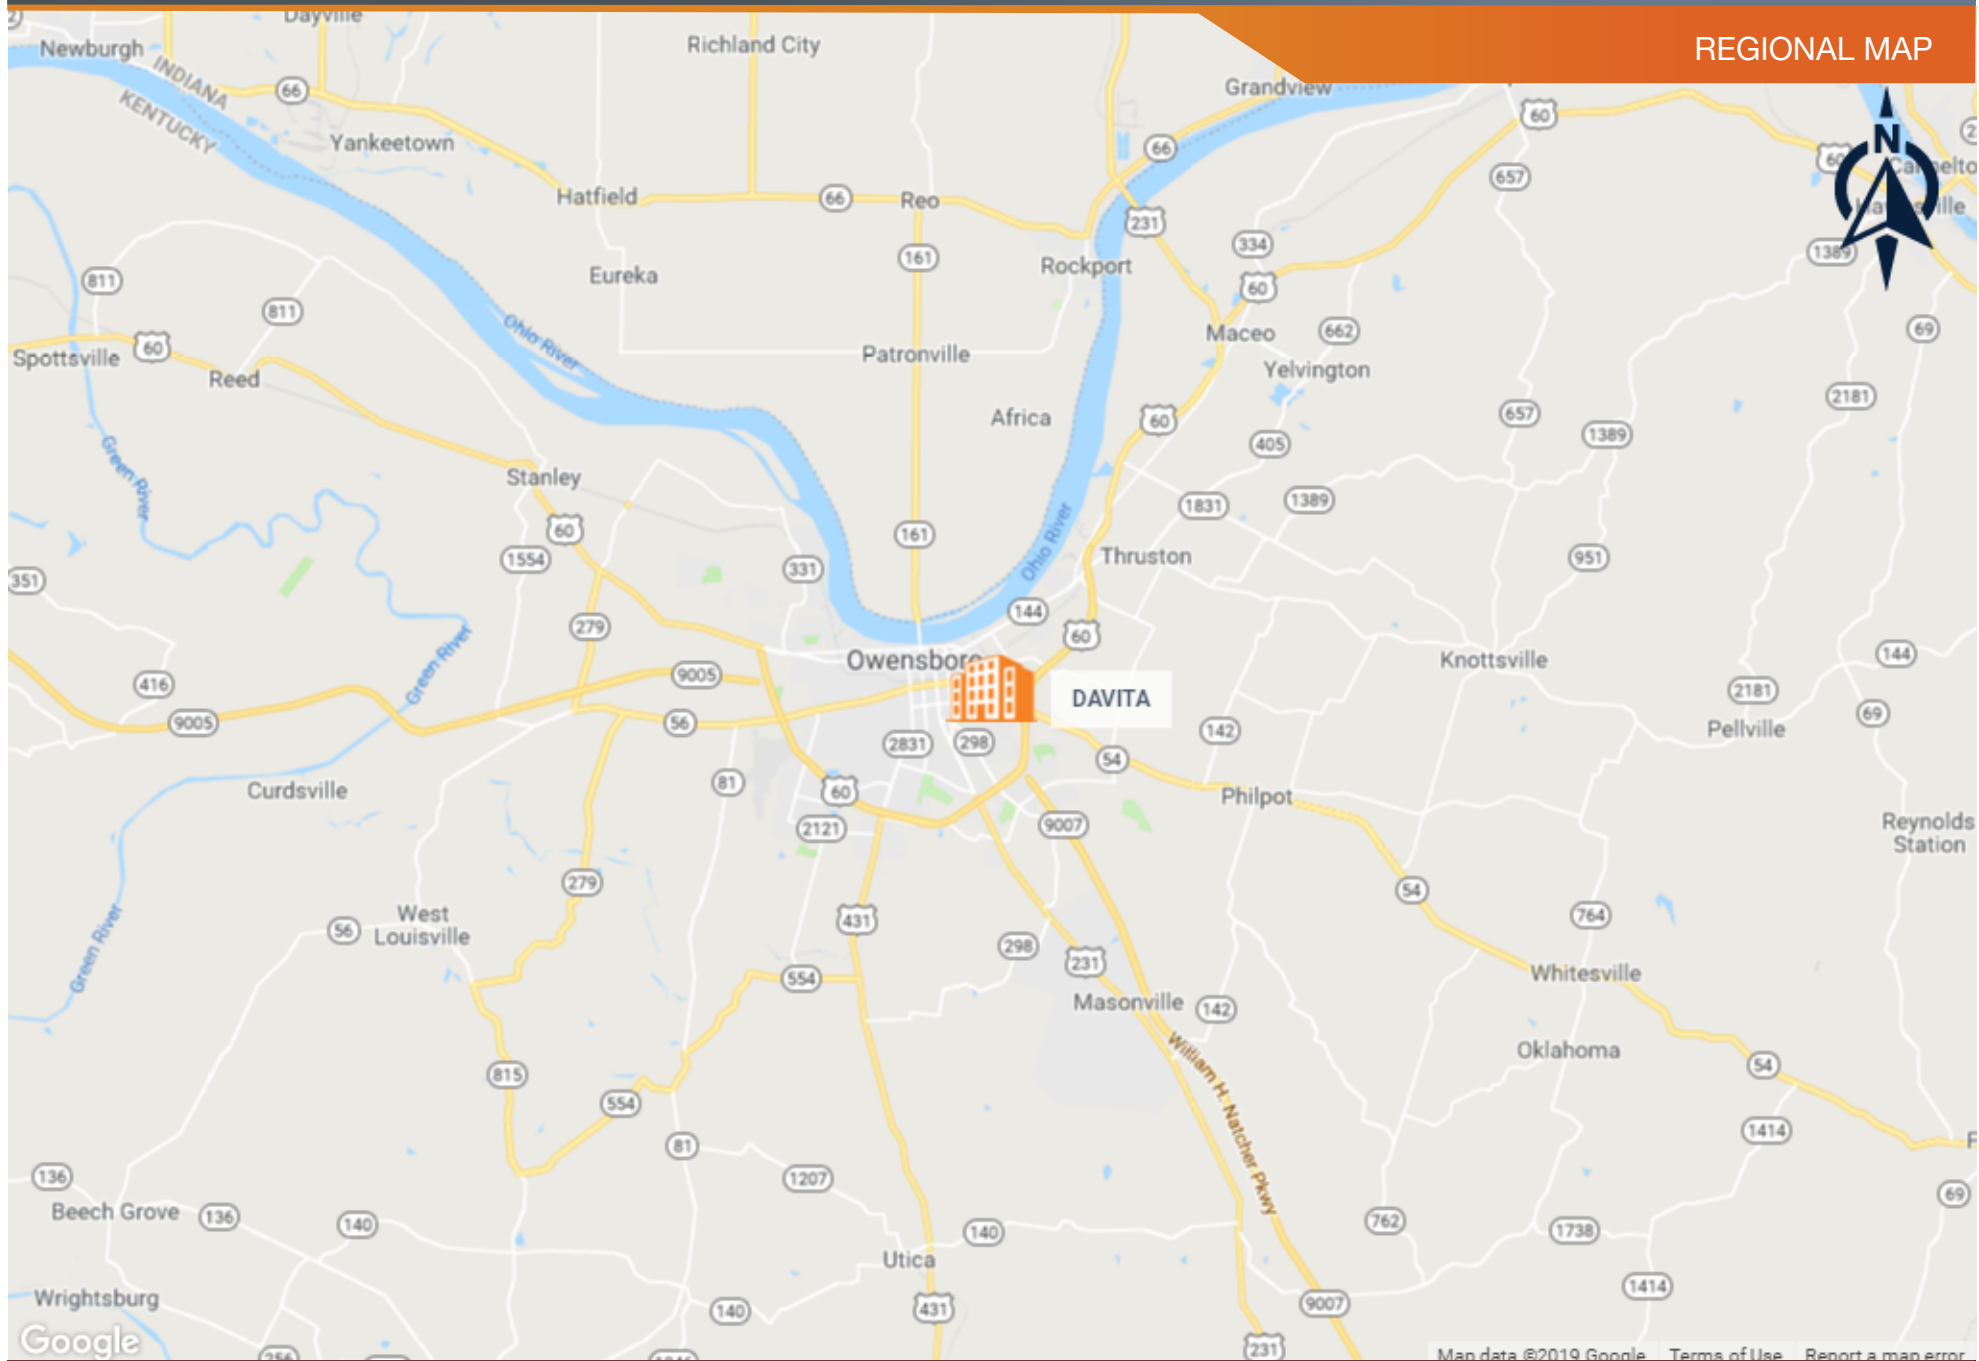 REGIONAL MAP
Dayville
Newburgh
Richland City
INDIANA
KENTUCKY
66
Grandview
60
N
Yankeetown
66
657
60
Hatfield
66
Reo
231
334
161
1389
Eureka
Rockport
811
60
811
Ohio River
Maceo
662
69
60
Spottsville
Patronville
Reed
Yelvington
2181
Africa
60
657
1389
405
Green River
Stanley
1831
1389
60
161
Ohio River
1554
331
Thruston
951
351
144
279
60
Green River
Owensboro
Knottsville
144
9005
416
DAVITA
2181
9005
56
69
2831
298
142
Pellville
54
81
60
Curdsville
Philpot
2121
9007
Reynolds
Station
279
54
Green River
West
Louisville
56
431
764
298
231
554
Whitesville
Masonville
142
Oklahoma
William H. Natcher Pkwy
54
815
554
1414
81
136
1207
69
Beech Grove
136
140
762
1738
140
Utica
1414
Wrightsburg
9007
140
431
Google
231
256
Map data ©2019 Google
Terms of Use
Report a map error